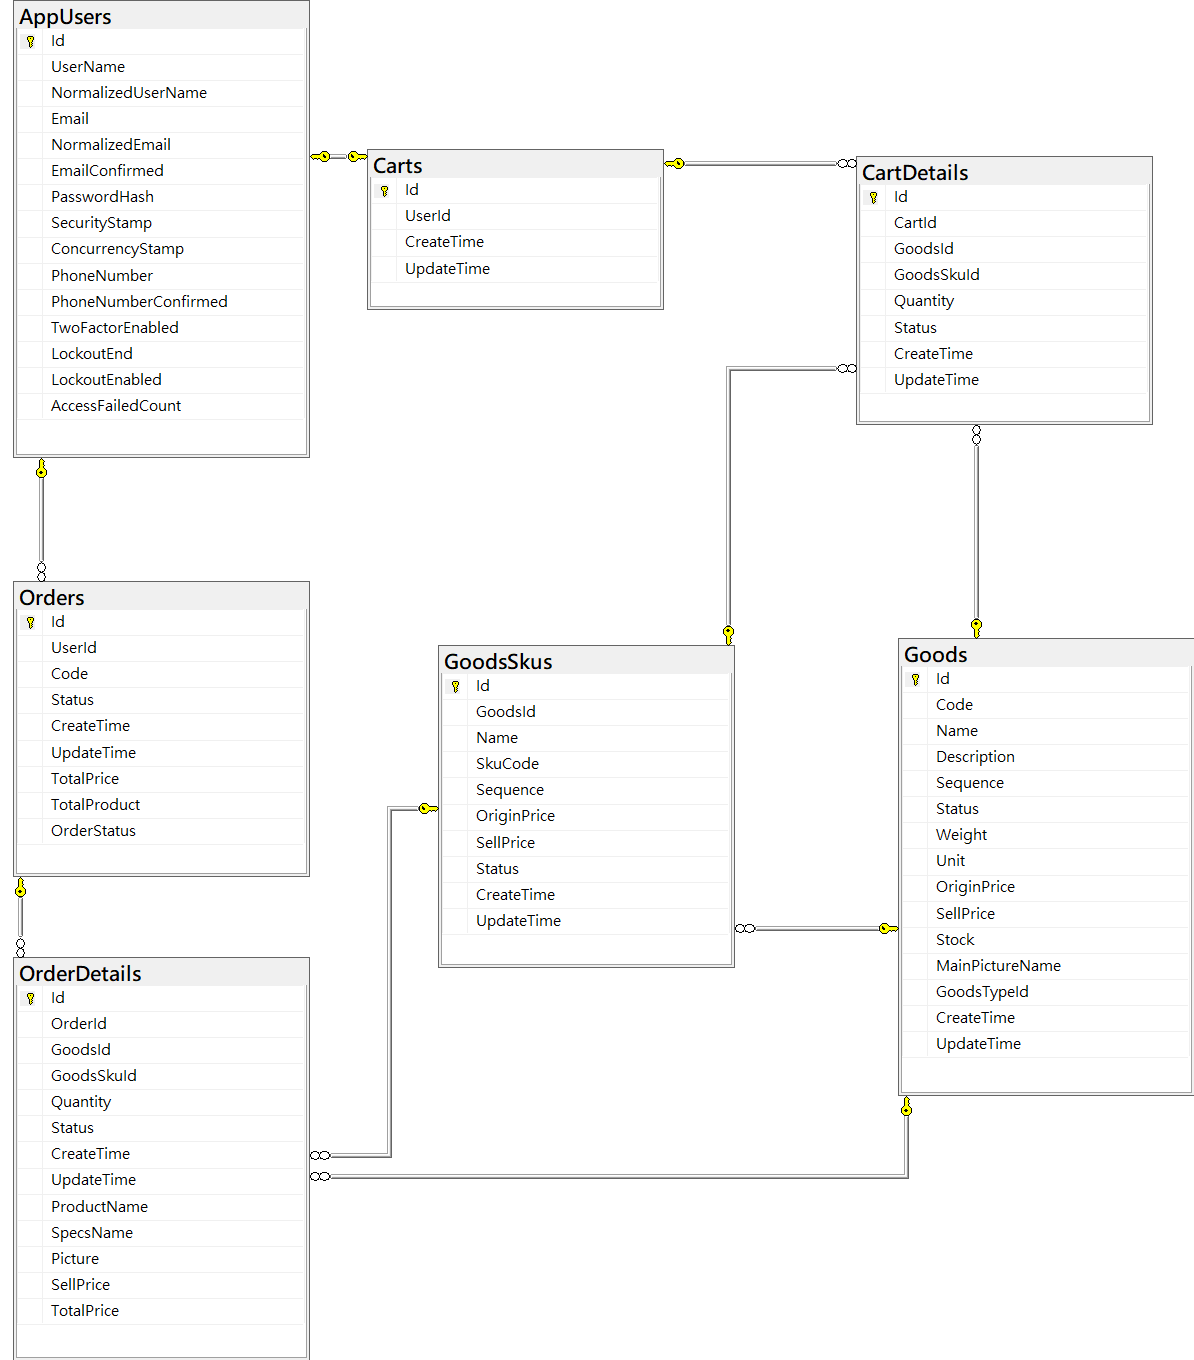 AppUsers
Id
UserName
NormalizedUserName
Email
NormalizedEmail
EmailConfirmed
PasswordHash
SecurityStamp
ConcurrencyStamp
PhoneNumber
PhoneNumberConfirmed
TwoFactorEnabled
LockoutEnd
LockoutEnabled
AccessFailedCount
Carts
Id
UserId
CreateTime
UpdateTime
CartDetails
Id
CartId
GoodsId
GoodsSkuId
Quantity
Status
CreateTime
UpdateTime
Orders
Id
UserId
Code
Status
CreateTime
UpdateTime
TotalPrice
TotalProduct
OrderStatus
GoodsSkus
Id
GoodsId
Name
SkuCode
Sequence
OriginPrice
SellPrice
Status
CreateTime
UpdateTime
Goods
Id
Code
Name
Description
Sequence
Status
Weight
Unit
OriginPrice
SellPrice
Stock
MainPictureName
GoodsTypeId
CreateTime
UpdateTime
OrderDetails
Id
OrderId
GoodsId
GoodsSkuId
Quantity
Status
CreateTime
UpdateTime
ProductName
SpecsName
Picture
SellPrice
TotalPrice